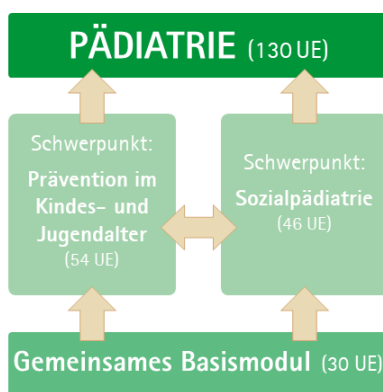 PÄDIATRIE (130 UE)
Schwerpunkt:
Prävention im
Kindes- und
Jugendalter
(54 UE)
Schwerpunkt:
Sozialpädiatrie
(46 UE)
Gemeinsames Basismodul (30 UE)